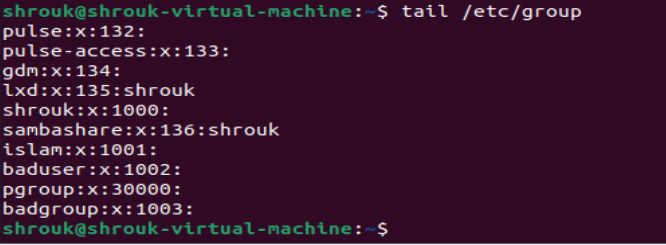 shrouk@shrouk-virtual-machine:~$ tail /etc/group
pulse:x:132:
pulse-access:x:133:
gdm:x:134:
lxd:x:135:shrouk
shrouk:x:1000:
sambashare:x:136:shrouk
islam:x:1001:
baduser:x:1002:
pgroup:x:30000:
badgroup:x:1003:
shrouk@shrouk-virtual-machine:~$